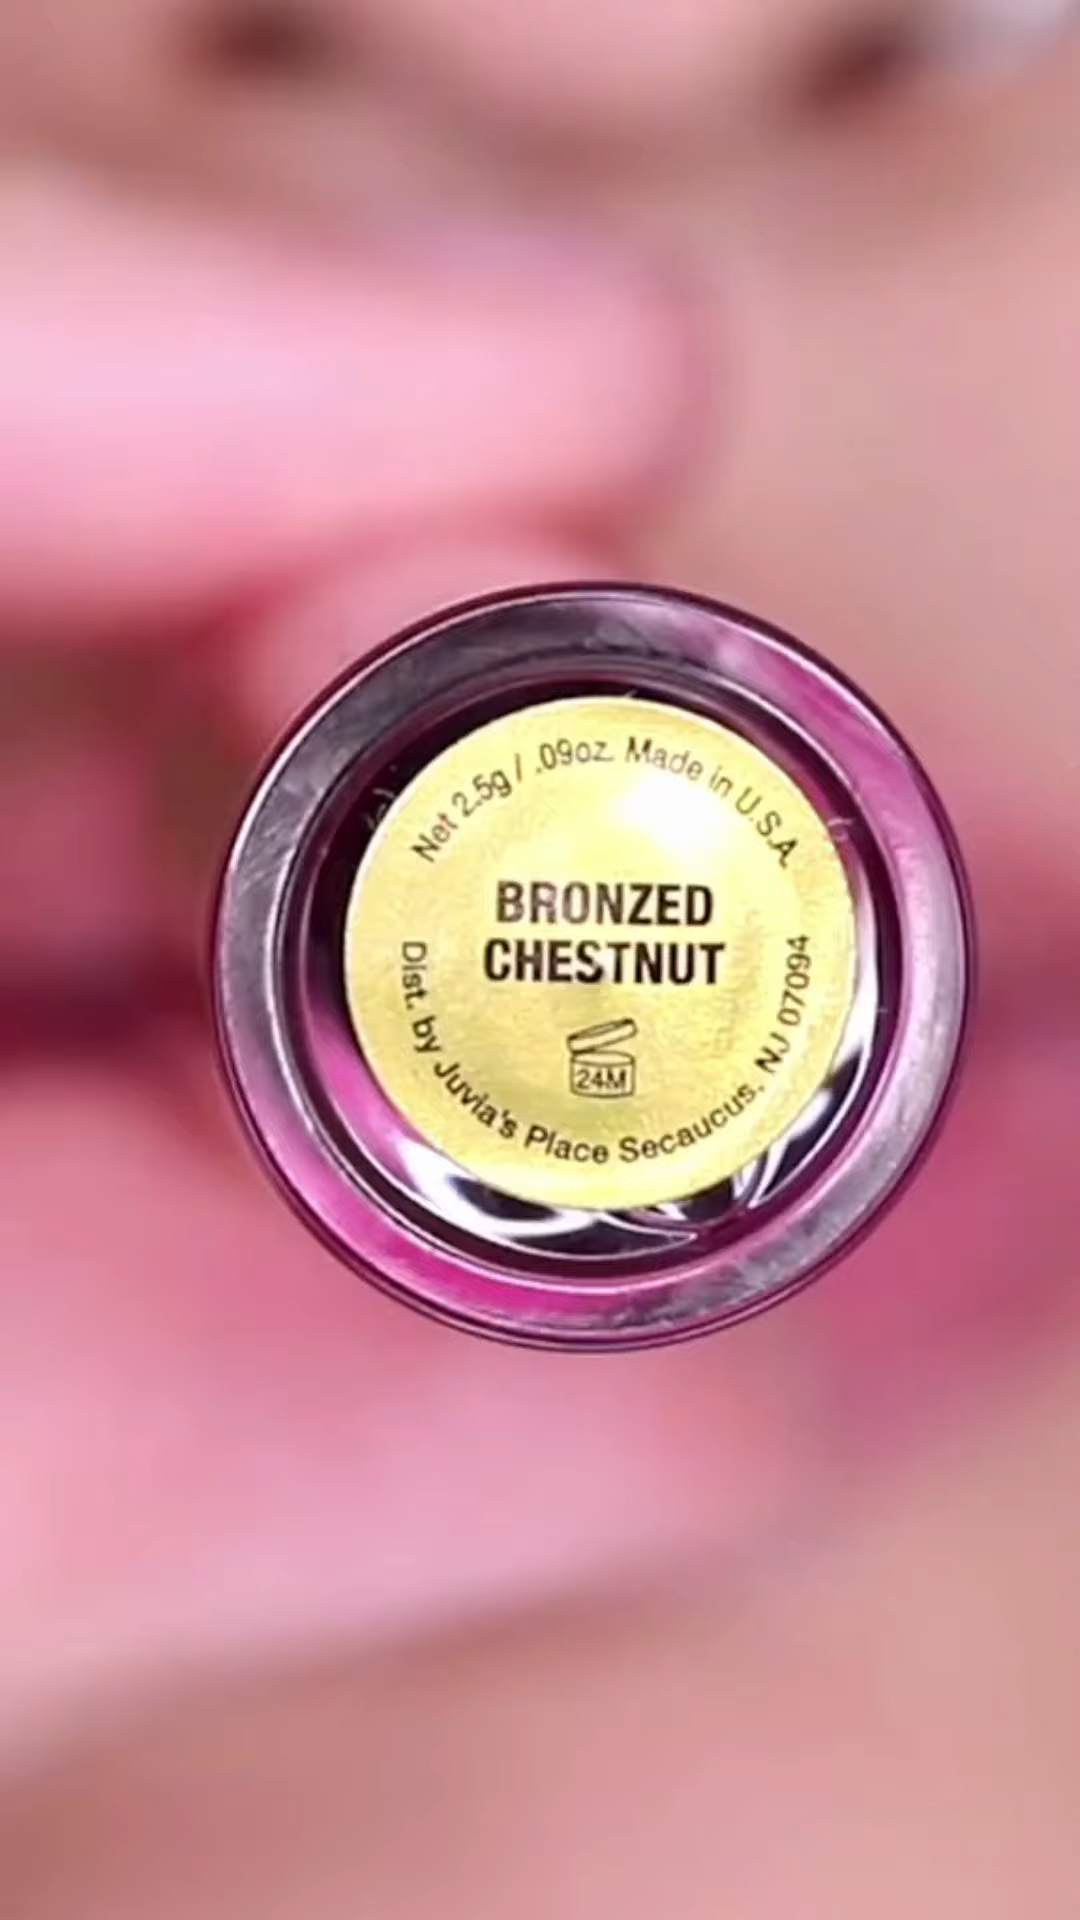 Net 2.5g / .09oz. Made in U.S.A.
BRONZED
CHESTNUT
24M
Dist. by Juvia's Place Secaucus, NJ 07094